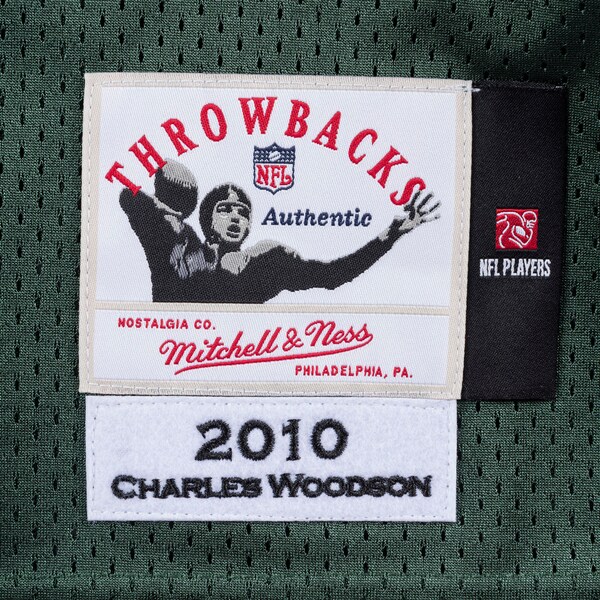 THROWBACKS
NFL
Authentic
NFL PLAYERS
NOSTALGIA CO.
Mitchell & Ness
PHILADELPHIA, PA.
2010
CHARLES WOODSON